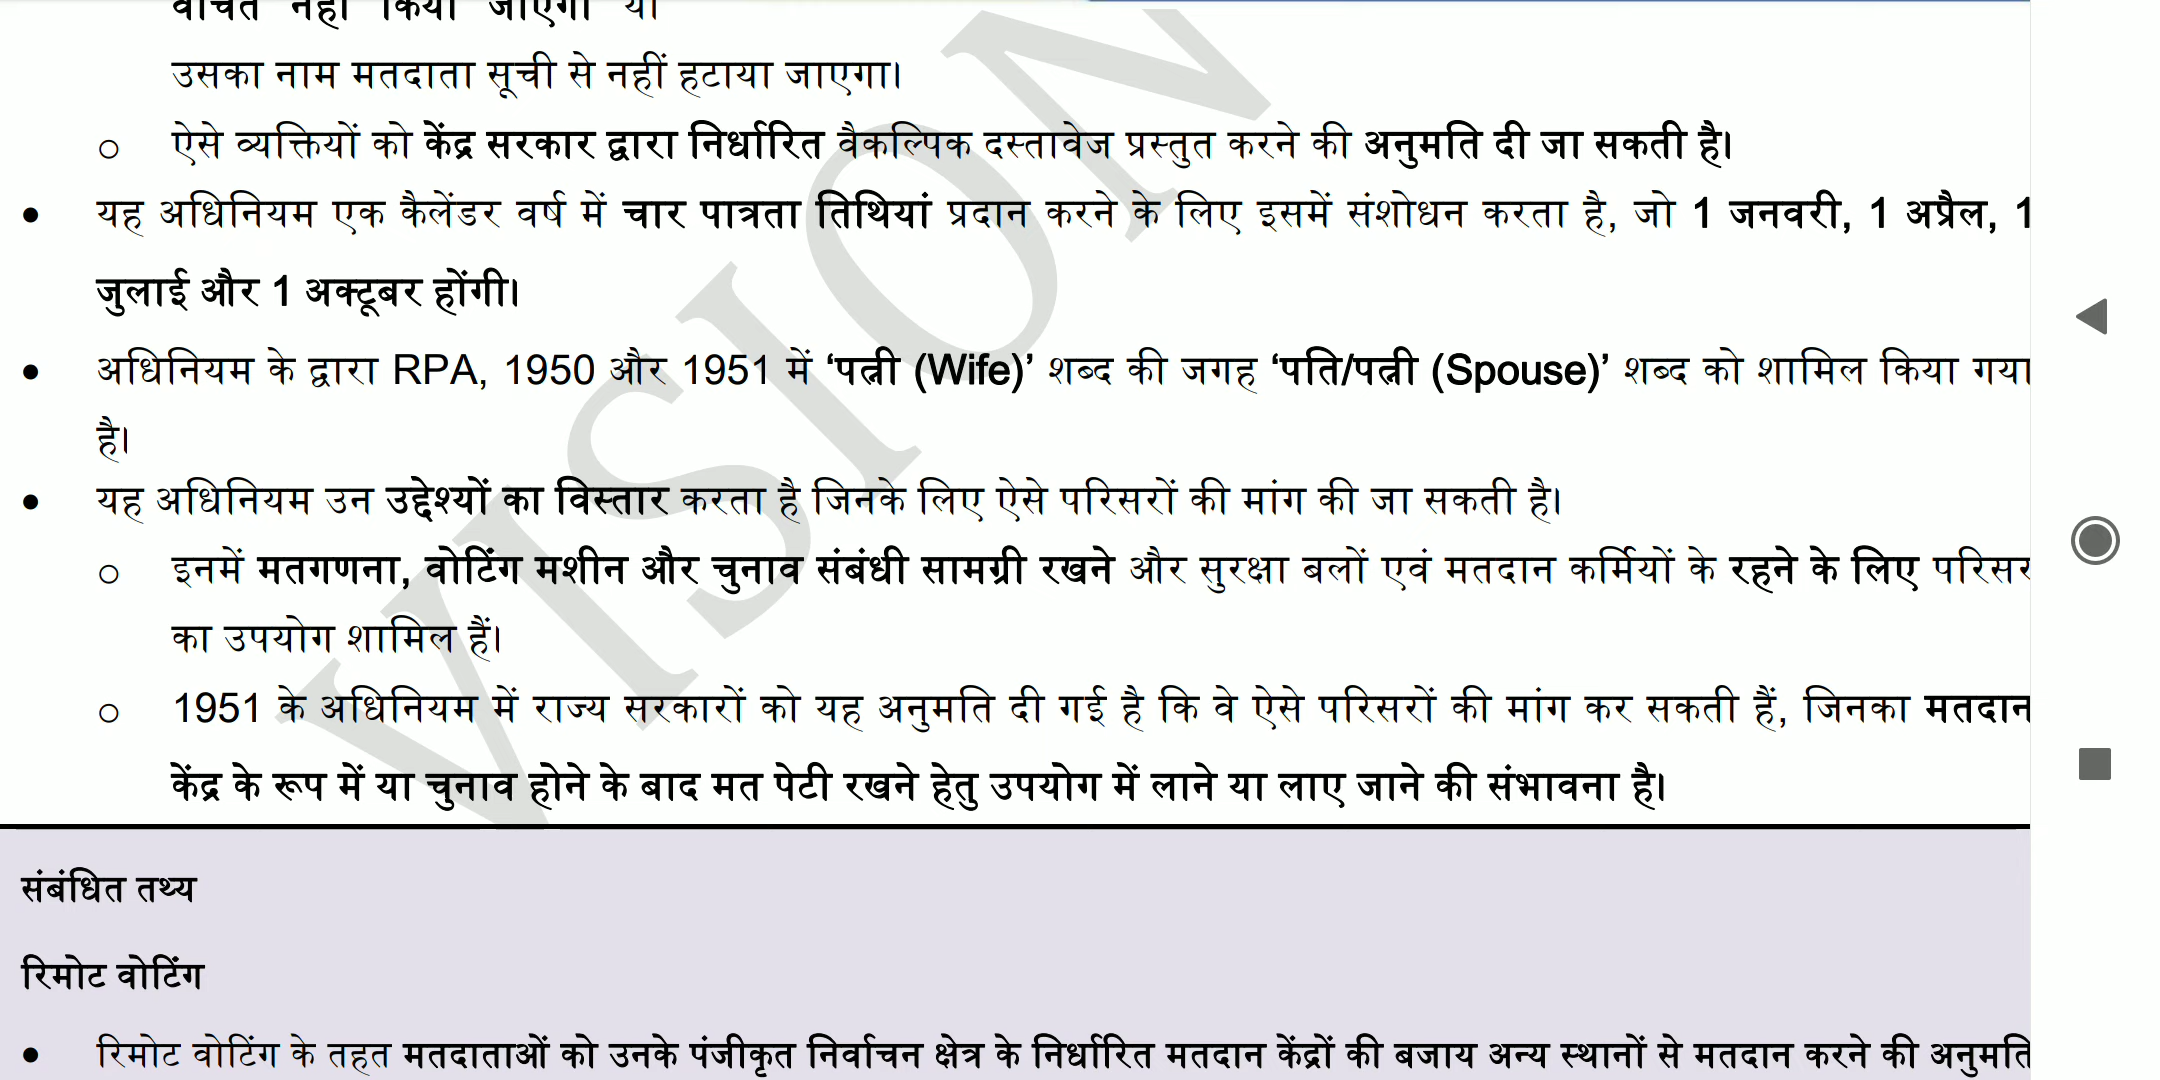 वंचित नहीं किया जाएगा या
उसका नाम मतदाता सूची से नहीं हटाया जाएगा।
○ ऐसे व्यक्तियों को केंद्र सरकार द्वारा निर्धारित वैकल्पिक दस्तावेज प्रस्तुत करने की अनुमति दी जा सकती है।
● यह अधिनियम एक कैलेंडर वर्ष में चार पात्रता तिथियां प्रदान करने के लिए इसमें संशोधन करता है, जो 1 जनवरी, 1 अप्रैल, 1
जुलाई और 1 अक्टूबर होंगी।
● अधिनियम के द्वारा RPA, 1950 और 1951 में ‘पत्नी (Wife)’ शब्द की जगह ‘पति/पत्नी (Spouse)’ शब्द को शामिल किया गया
है।
● यह अधिनियम उन उद्देश्यों का विस्तार करता है जिनके लिए ऐसे परिसरों की मांग की जा सकती है।
○ इनमें मतगणना, वोटिंग मशीन और चुनाव संबंधी सामग्री रखने और सुरक्षा बलों एवं मतदान कर्मियों के रहने के लिए परिसर
का उपयोग शामिल हैं।
○ 1951 के अधिनियम में राज्य सरकारों को यह अनुमति दी गई है कि वे ऐसे परिसरों की मांग कर सकती हैं, जिनका मतदान
केंद्र के रूप में या चुनाव होने के बाद मत पेटी रखने हेतु उपयोग में लाने या लाए जाने की संभावना है।
संबंधित तथ्य
रिमोट वोटिंग
● रिमोट वोटिंग के तहत मतदाताओं को उनके पंजीकृत निर्वाचन क्षेत्र के निर्धारित मतदान केंद्रों की बजाय अन्य स्थानों से मतदान करने की अनुमति
VISION